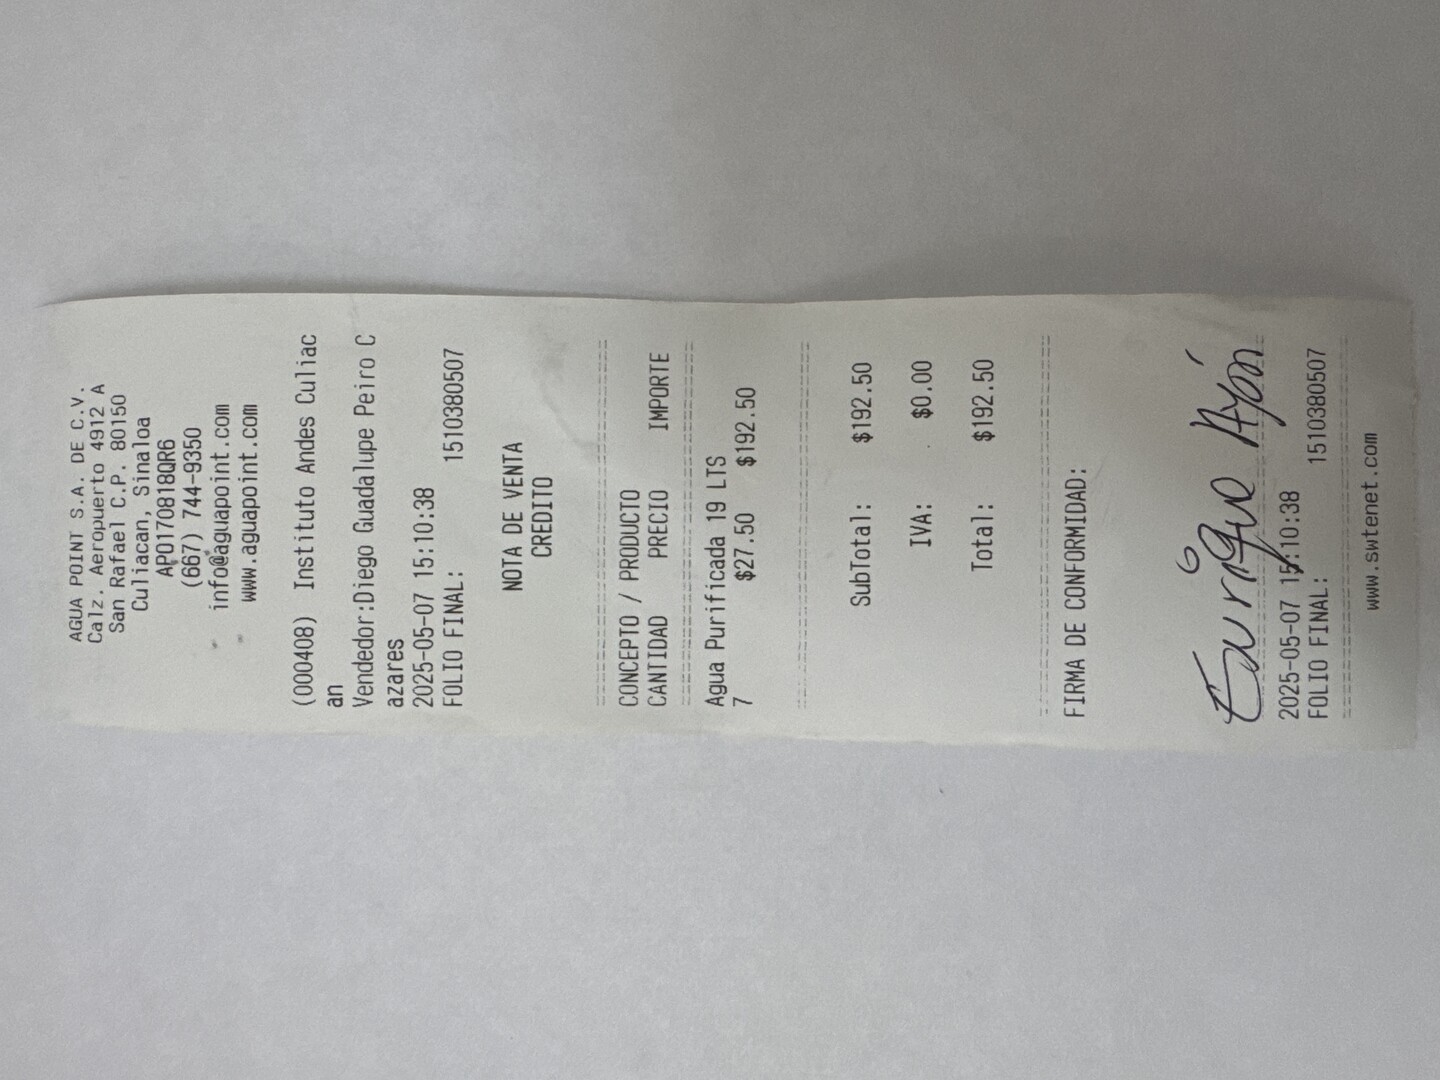 AGUA POINT S.A. DE C.V.
Calz. Aeropuerto 4912 A
San Rafael C.P. 80150
Culiacan, Sinaloa
APO170818QR6
(667) 744-9350
info@aguapoint.com
www.aguapoint.com
(000408) Instituto Andes Culiac
an
Vendedor:Diego Guadalupe Peiro C
azares
2025-05-07 15:10:38
FOLIO FINAL: 1510380507
NOTA DE VENTA
CREDITO
CONCEPTO / PRODUCTO
CANTIDAD PRECIO IMPORTE
Agua Purificada 19 LTS
7 $27.50 $192.50
SubTotal: $192.50
IVA: $0.00
Total: $192.50
FIRMA DE CONFORMIDAD:
Enrique Ayón
2025-05-07 15:10:38
FOLIO FINAL: 1510380507
www.swtenet.com